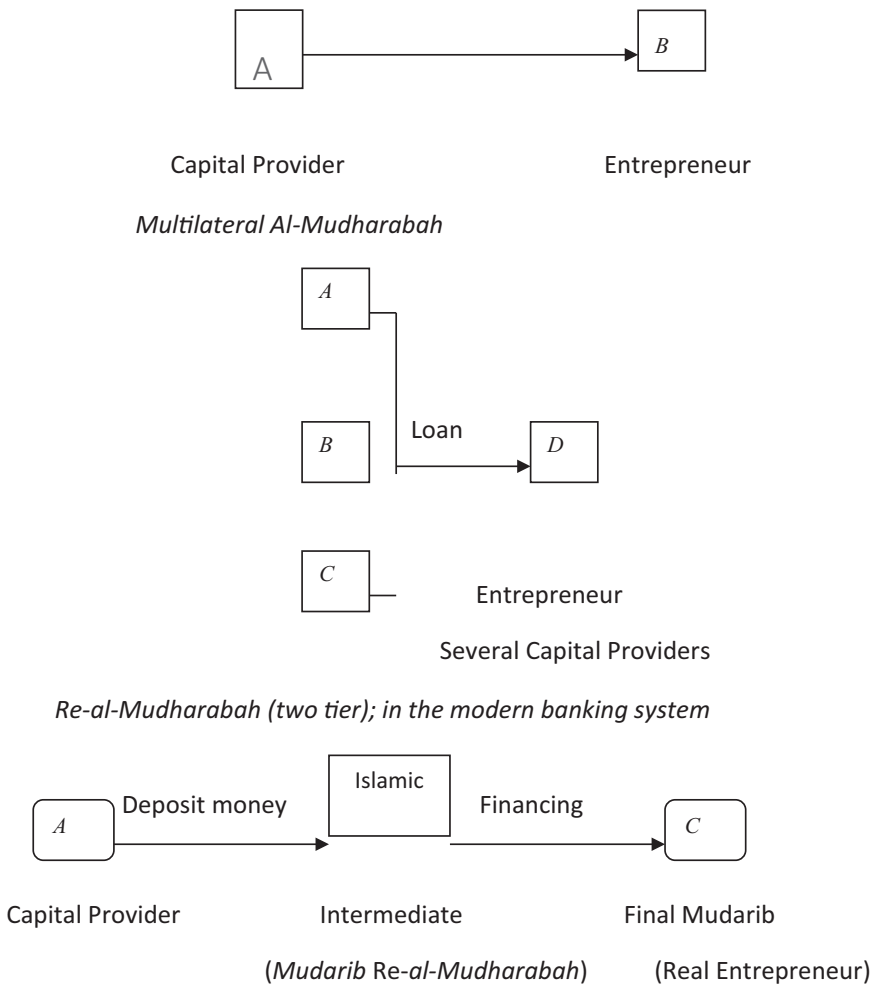 A B
Capital Provider Entrepreneur
Multilateral Al-Mudharabah
A
B Loan D
C
Entrepreneur
Several Capital Providers
Re-al-Mudharabah (two tier); in the modern banking system
A Deposit money Islamic Financing C
Capital Provider Intermediate Final Mudarib
(Mudarib Re-al-Mudharabah) (Real Entrepreneur)